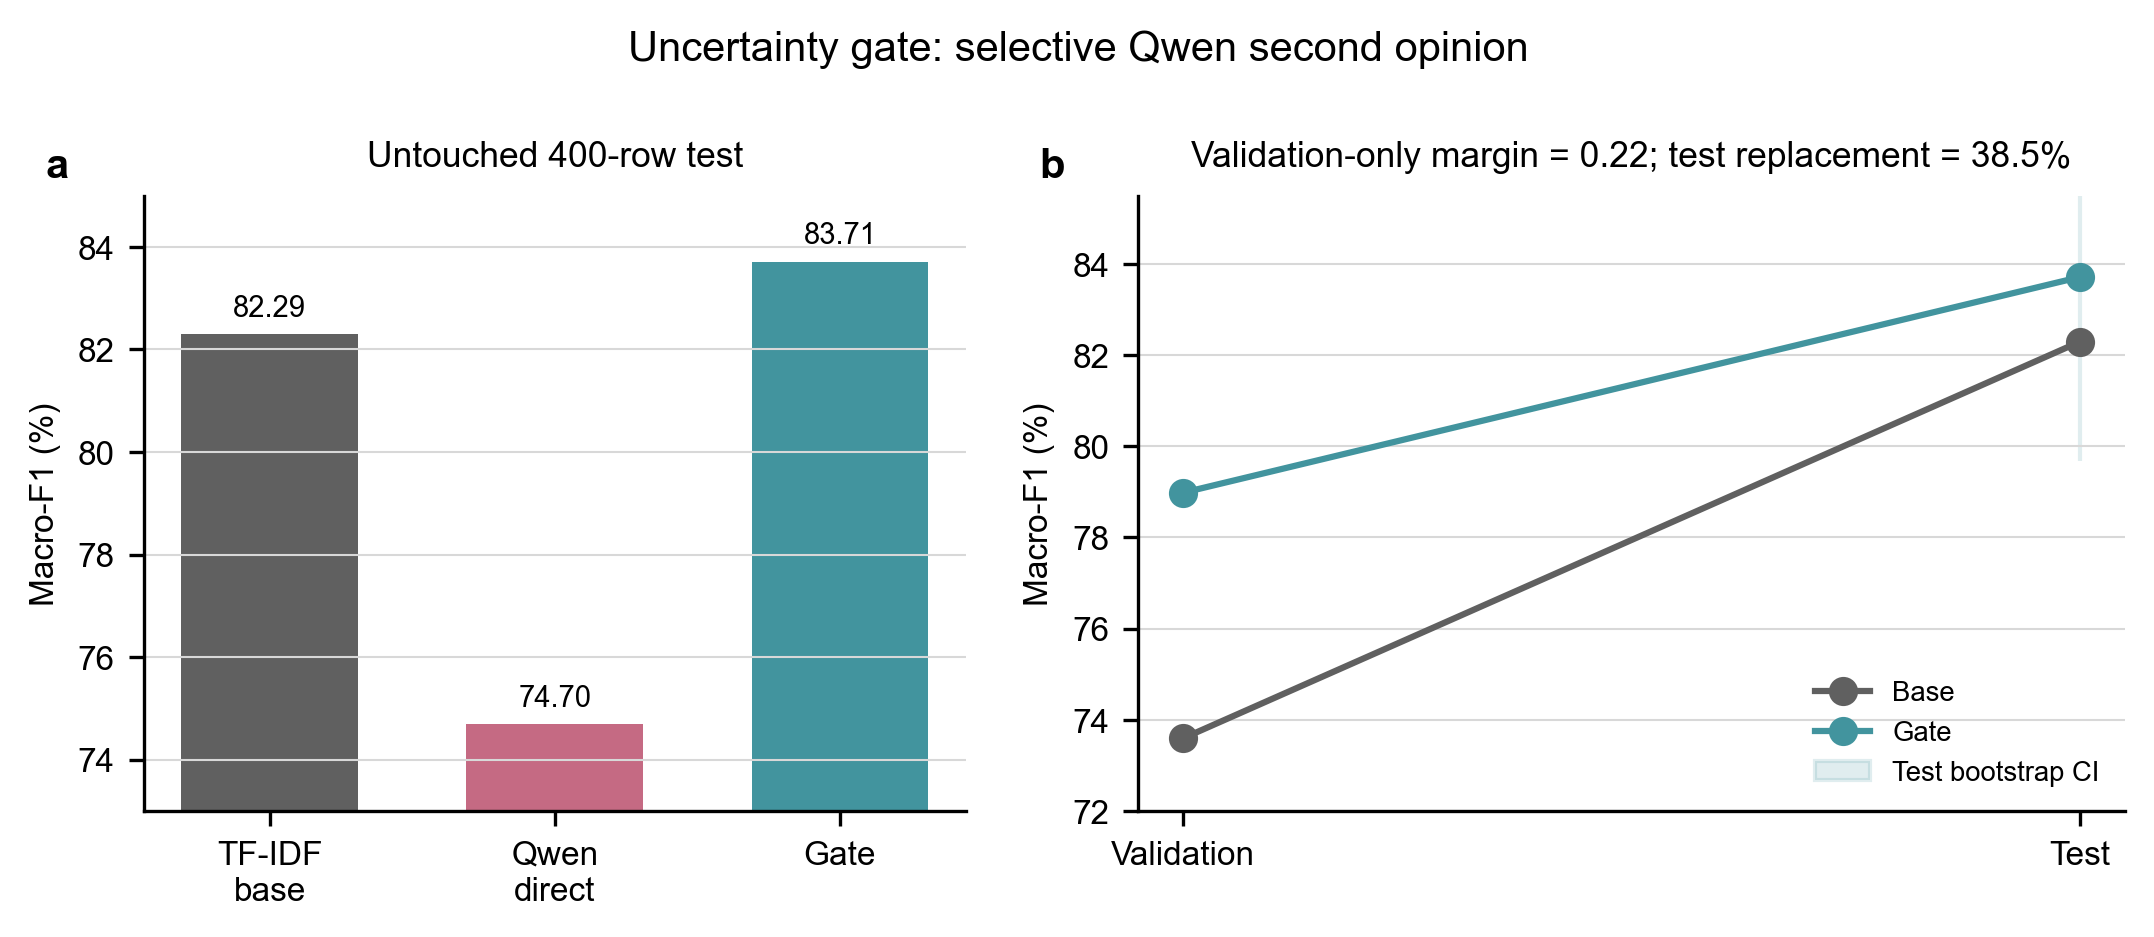 Uncertainty gate: selective Qwen second opinion
a
Untouched 400-row test
Macro-F1 (%)
84
82
80
78
76
74
82.29
74.70
83.71
TF-IDF
base
Qwen
direct
Gate
b
Validation-only margin = 0.22; test replacement = 38.5%
Macro-F1 (%)
84
82
80
78
76
74
72
Validation
Test
Base
Gate
Test bootstrap CI